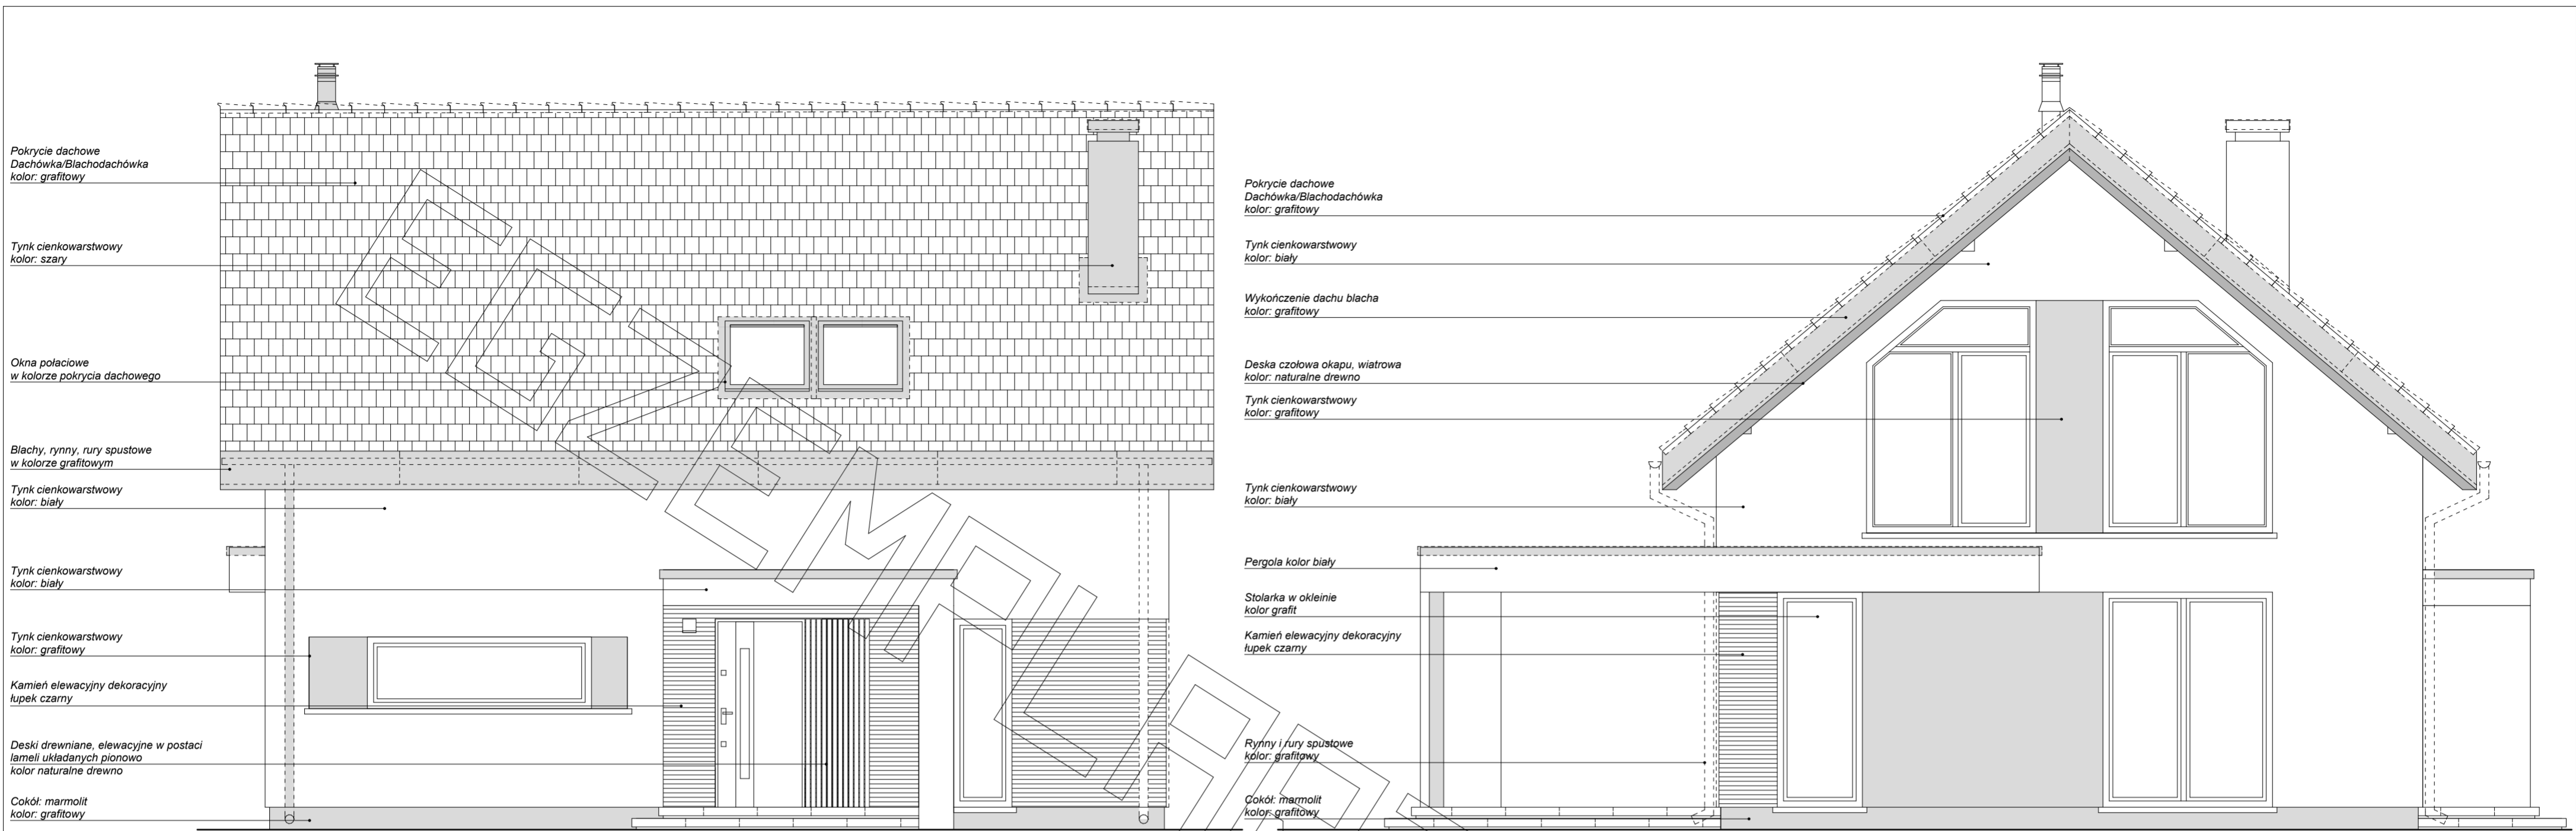 Pokrycie dachowe
Dachówka/Blachodachówka
kolor: grafitowy
Tynk cienkowarstwowy
kolor: szary
Okna połaciowe
w kolorze pokrycia dachowego
Blachy, rynny, rury spustowe
w kolorze grafitowym
Tynk cienkowarstwowy
kolor: biały
Tynk cienkowarstwowy
kolor: biały
Tynk cienkowarstwowy
kolor: grafitowy
Kamień elewacyjny dekoracyjny
łupek czarny
Deski drewniane, elewacyjne w postaci
lameli układanych pionowo
kolor naturalne drewno
Cokół: marmolit
kolor: grafitowy
Pokrycie dachowe
Dachówka/Blachodachówka
kolor: grafitowy
Tynk cienkowarstwowy
kolor: biały
Wykończenie dachu blacha
kolor: grafitowy
Deska czołowa okapu, wiatrowa
kolor: naturalne drewno
Tynk cienkowarstwowy
kolor: grafitowy
Tynk cienkowarstwowy
kolor: biały
Pergola kolor biały
Stolarka w okleinie
kolor grafit
Kamień elewacyjny dekoracyjny
łupek czarny
Rynny i rury spustowe
kolor: grafitowy
Cokół: marmolit
kolor: grafitowy